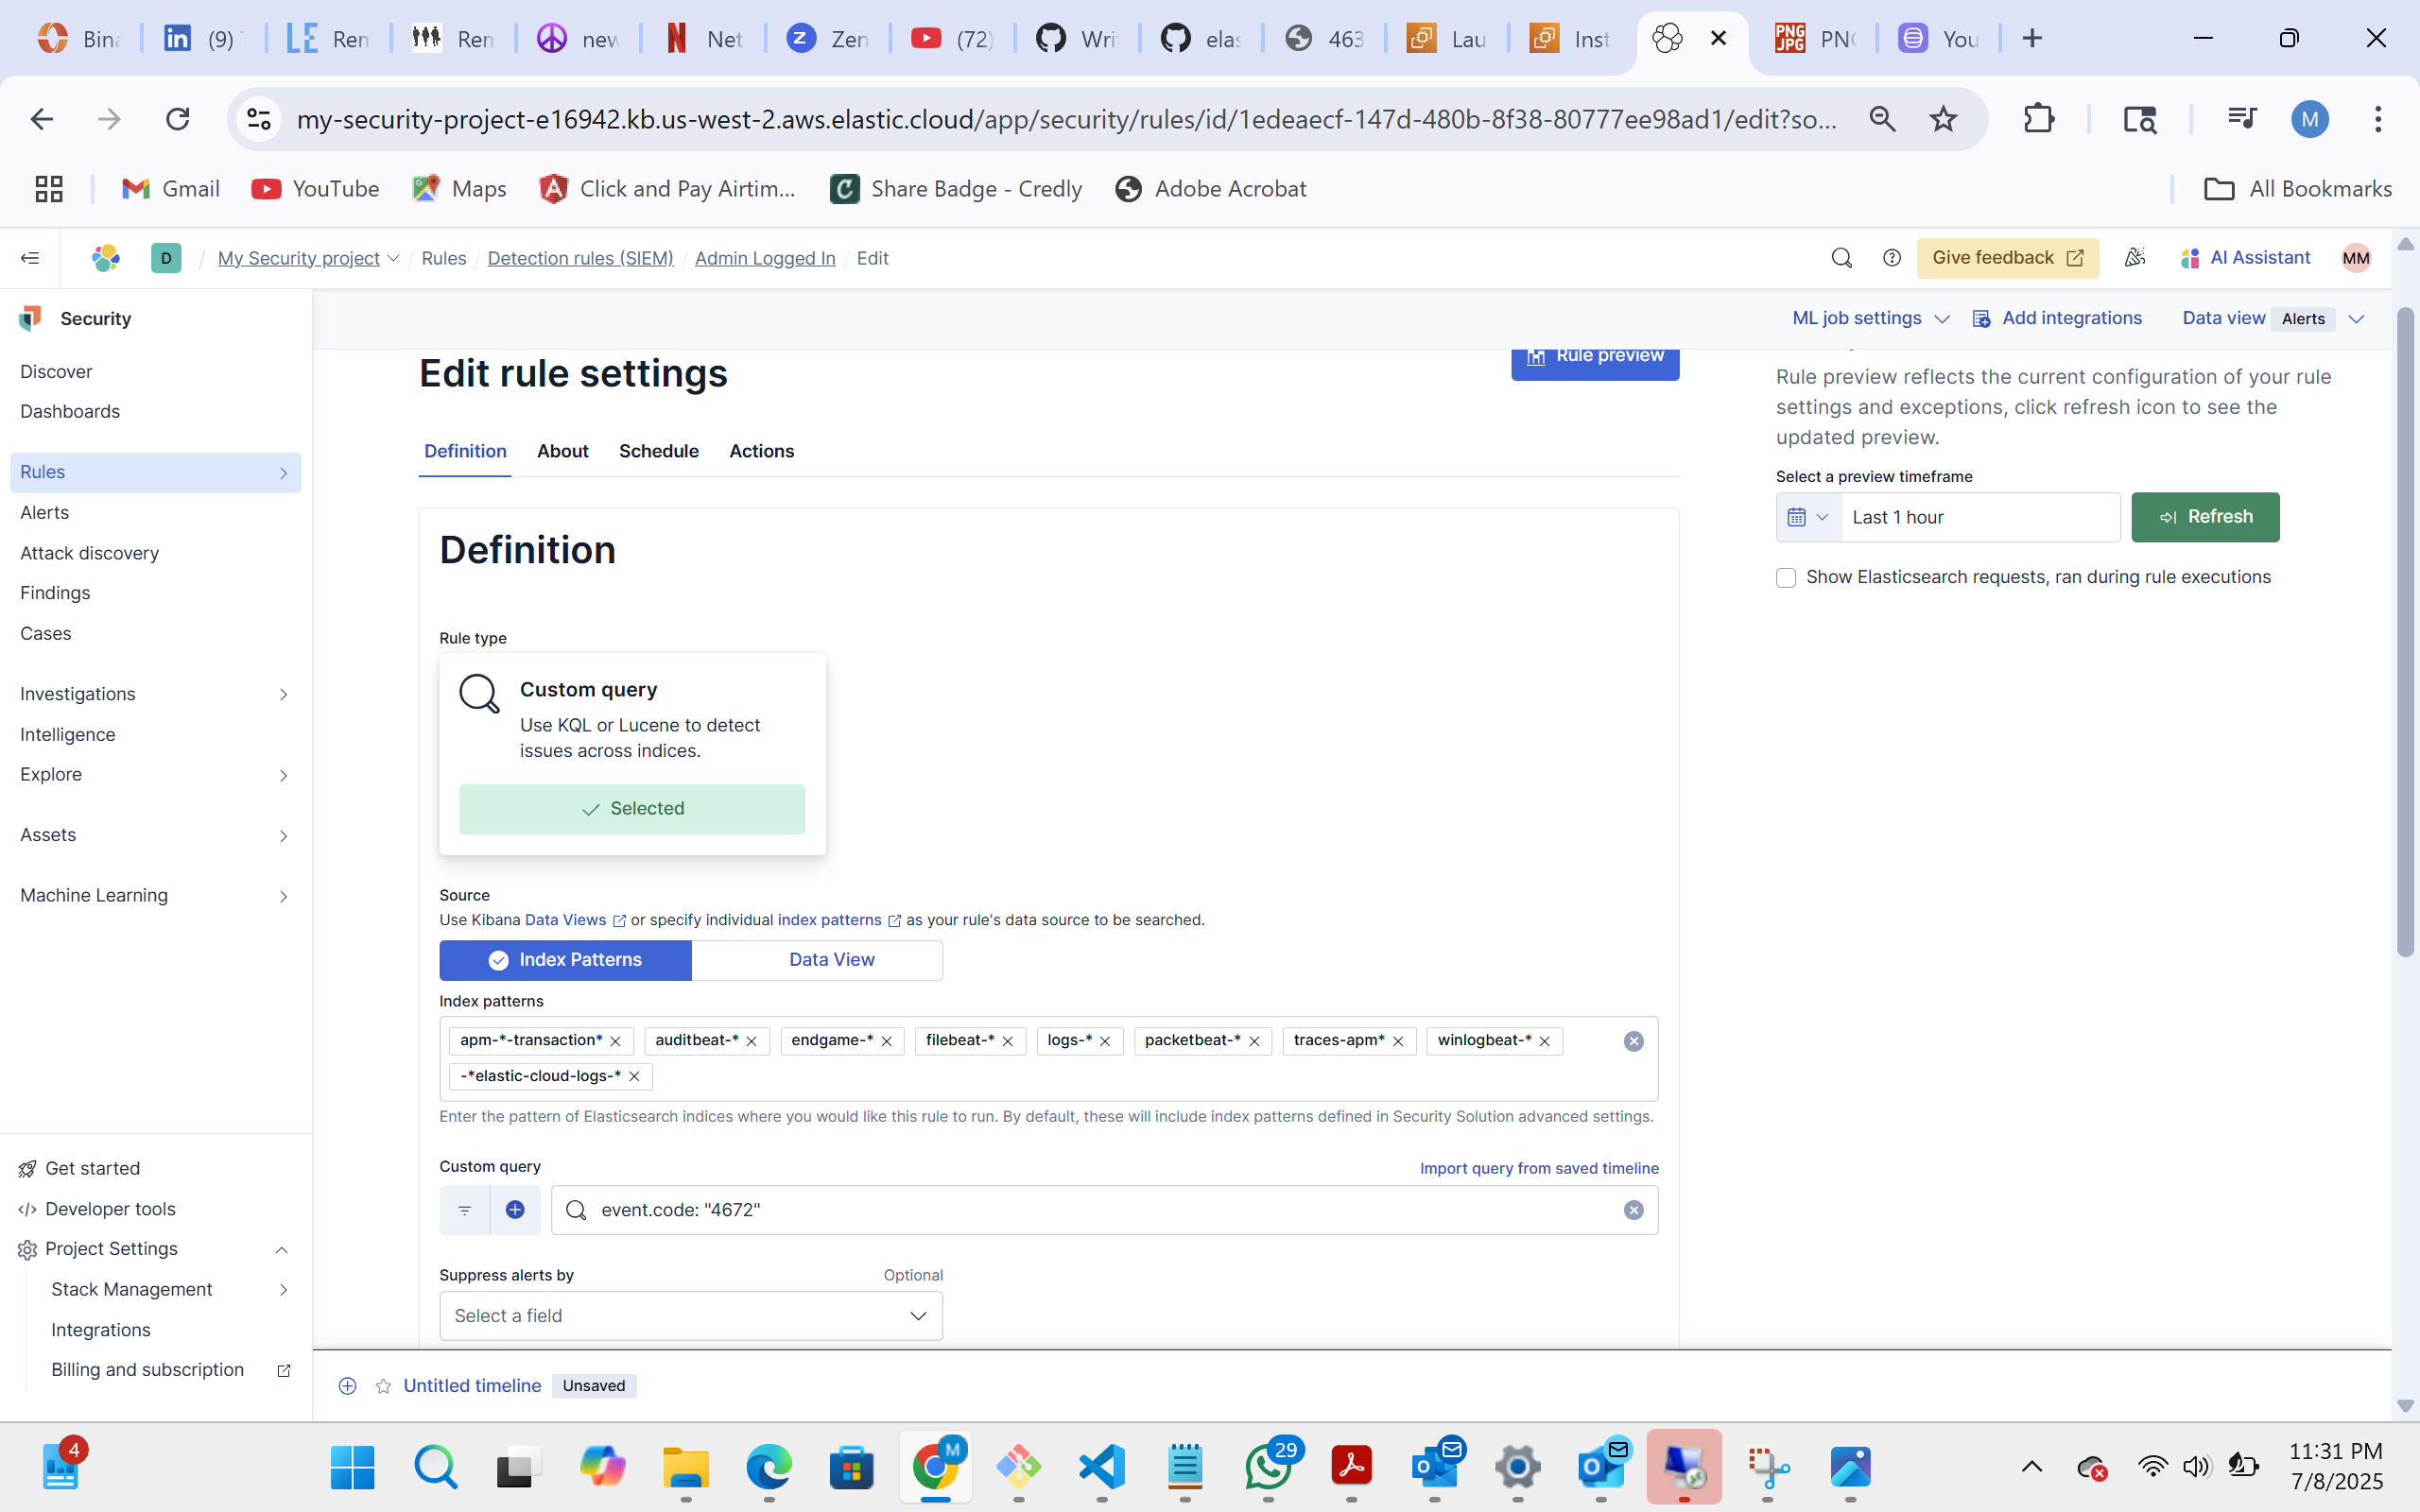 Bina
(9)
Rem
Rem
new
Net
Zen
(72)
Wri
elas
463
Lau
Inst
PNG
You
my-security-project-e16942.kb.us-west-2.aws.elastic.cloud/app/security/rules/id/1edeaecf-147d-480b-8f38-80777ee98ad1/edit?so...
M
Gmail
YouTube
Maps
Click and Pay Airtim...
Share Badge - Credly
Adobe Acrobat
All Bookmarks
D / My Security project / Rules / Detection rules (SIEM) / Admin Logged In / Edit
Give feedback
AI Assistant
MM
Security
ML job settings
Add integrations
Data view Alerts
Discover
Dashboards
Rules
Alerts
Attack discovery
Findings
Cases
Investigations
Intelligence
Explore
Assets
Machine Learning
Get started
Developer tools
Project Settings
Stack Management
Integrations
Billing and subscription
Edit rule settings
Rule preview
Definition About Schedule Actions
Definition
Rule type
Custom query
Use KQL or Lucene to detect
issues across indices.
Selected
Source
Use Kibana Data Views or specify individual index patterns as your rule's data source to be searched.
Index Patterns
Data View
Index patterns
apm-*-transaction* auditbeat-* endgame-* filebeat-* logs-* packetbeat-* traces-apm* winlogbeat-*
-*elastic-cloud-logs-*
Enter the pattern of Elasticsearch indices where you would like this rule to run. By default, these will include index patterns defined in Security Solution advanced settings.
Custom query
Import query from saved timeline
event.code: "4672"
Suppress alerts by
Optional
Select a field
Rule preview reflects the current configuration of your rule
settings and exceptions, click refresh icon to see the
updated preview.
Select a preview timeframe
Last 1 hour
Refresh
Show Elasticsearch requests, ran during rule executions
Untitled timeline
Unsaved
4
M
29
11:31 PM
7/8/2025